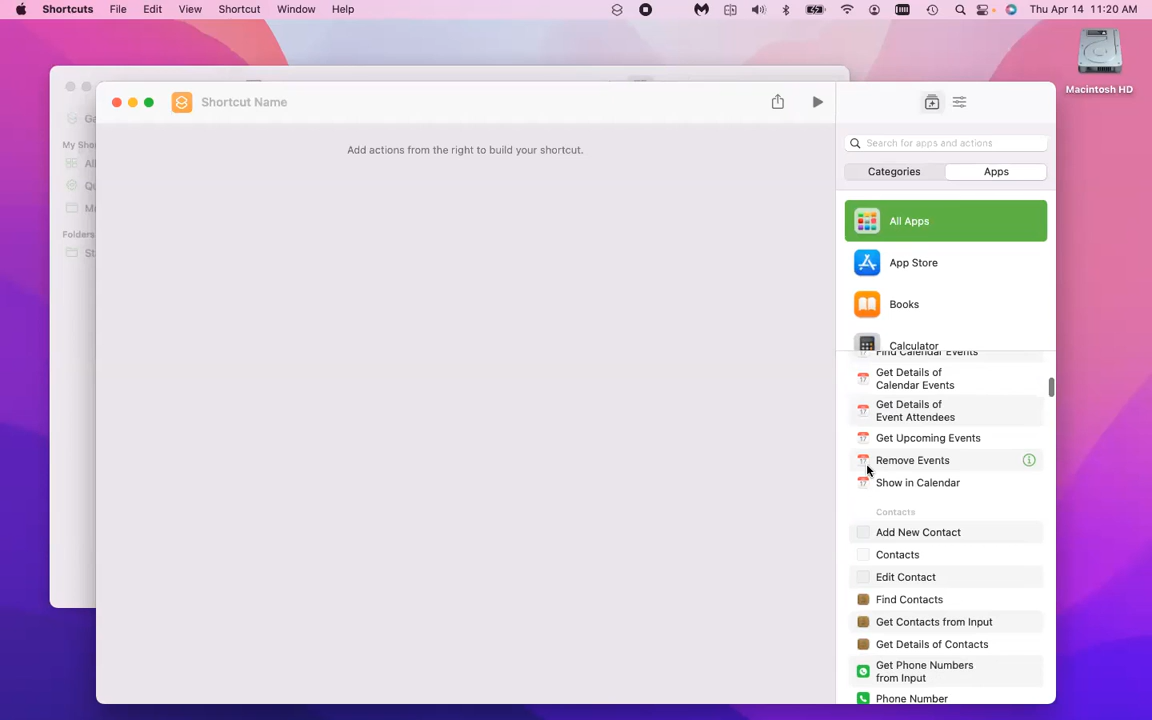 Shortcuts File Edit View Shortcut Window Help Thu Apr 14 11:20 AM
Macintosh HD
Shortcut Name
Add actions from the right to build your shortcut.
My Sho
All
Folders
Search for apps and actions
Categories Apps
All Apps
App Store
Books
Calculator
Find Calendar Events
Get Details of
Calendar Events
Get Details of
Event Attendees
Get Upcoming Events
Remove Events
Show in Calendar
Contacts
Add New Contact
Contacts
Edit Contact
Find Contacts
Get Contacts from Input
Get Details of Contacts
Get Phone Numbers
from Input
Phone Number